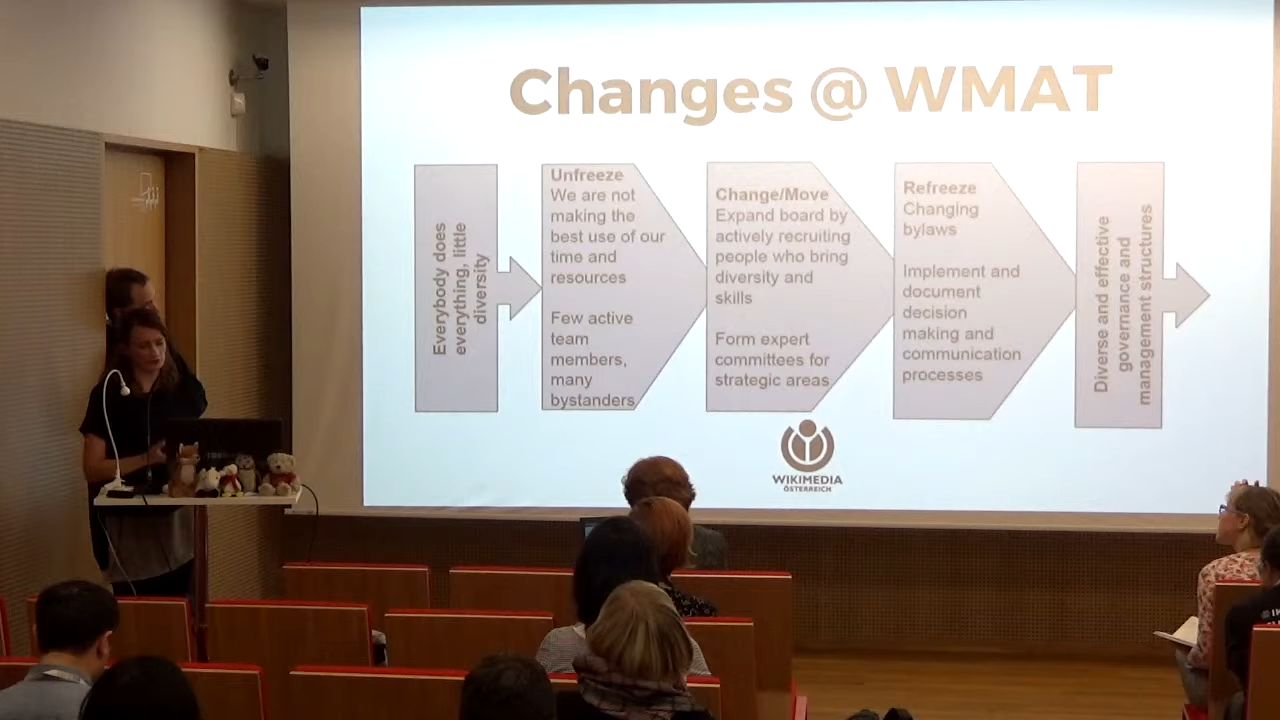 Changes @ WMAT
Everybody does
everything, little
diversity
Unfreeze
We are not
making the
best use of our
time and
resources
Few active
team
members,
many
bystanders
Change/Move
Expand board by
actively recruiting
people who bring
diversity and
skills
Form expert
committees for
strategic areas
Refreeze
Changing
bylaws
Implement and
document
decision
making and
communication
processes
Diverse and effective
governance and
management structures
WIKIMEDIA
ÖSTERREICH